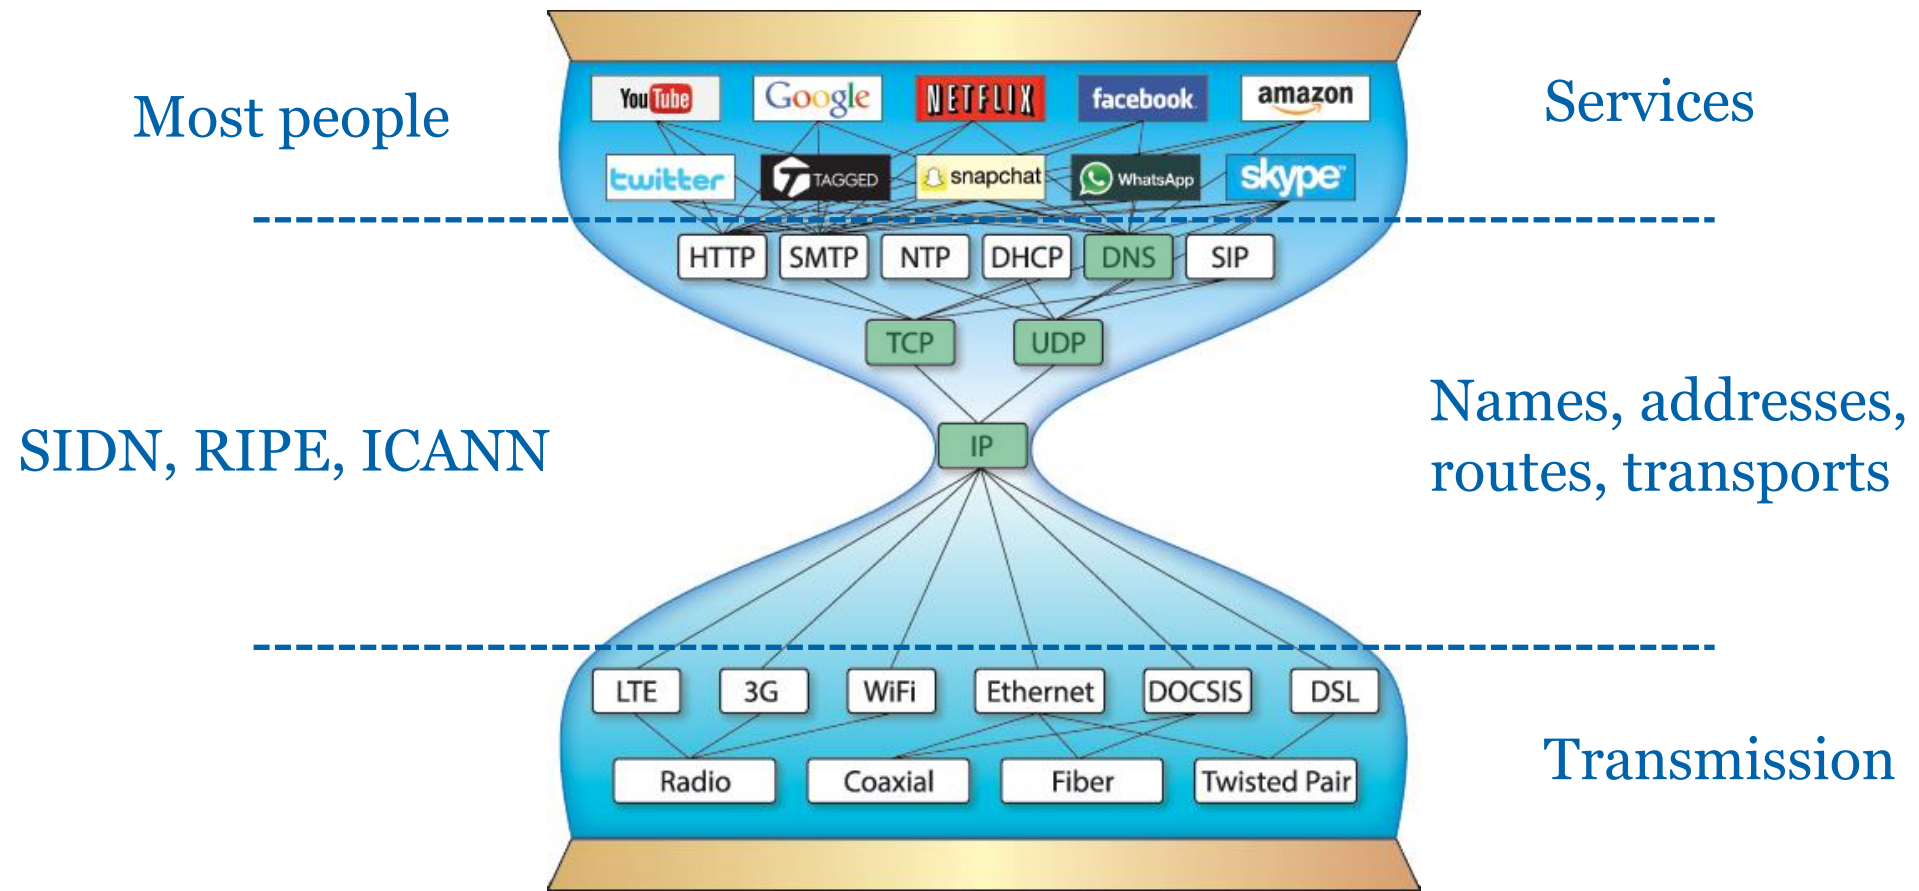 Most people
Services
YouTube Google NETFLIX facebook amazon
twitter TAGGED snapchat WhatsApp skype
HTTP SMTP NTP DHCP DNS SIP
TCP UDP
SIDN, RIPE, ICANN
IP
Names, addresses,
routes, transports
LTE 3G WiFi Ethernet DOCSIS DSL
Radio Coaxial Fiber Twisted Pair
Transmission